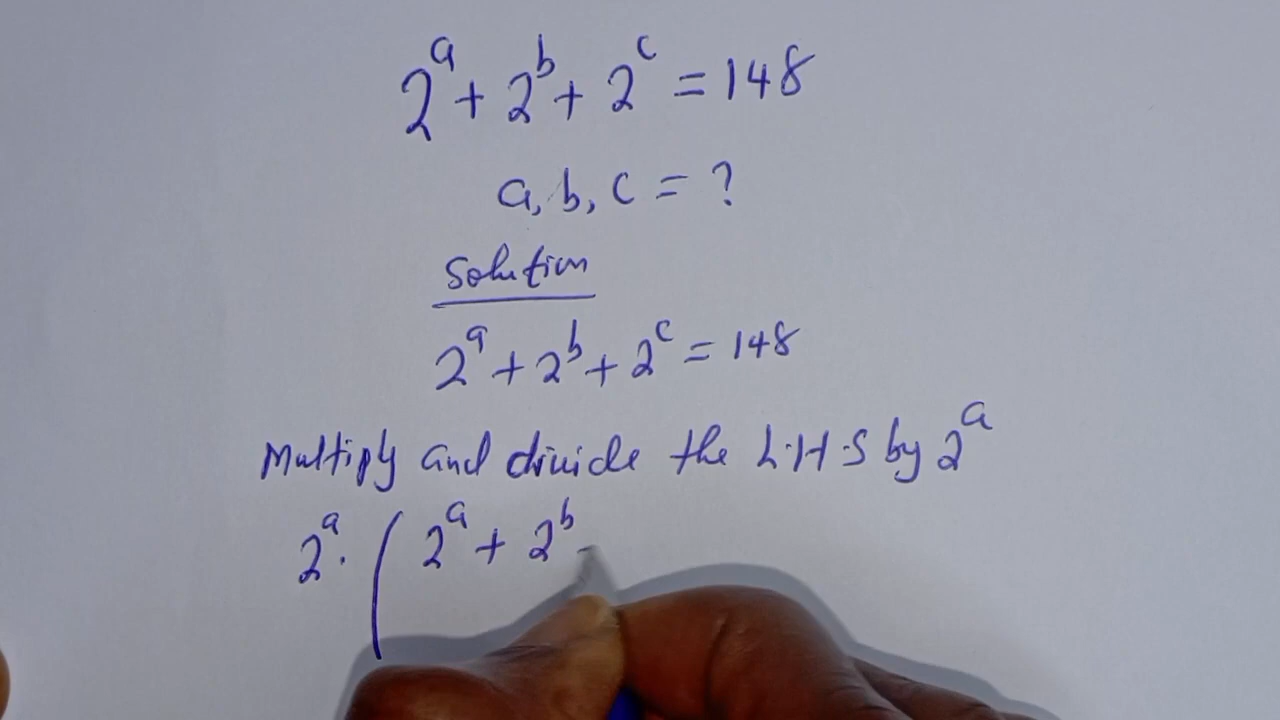 2^a + 2^b + 2^c = 148
a, b, c = ?
Solution
2^a + 2^b + 2^c = 148
Multiply and divide the L.H.S by 2^a
2^a . ( 2^a + 2^b